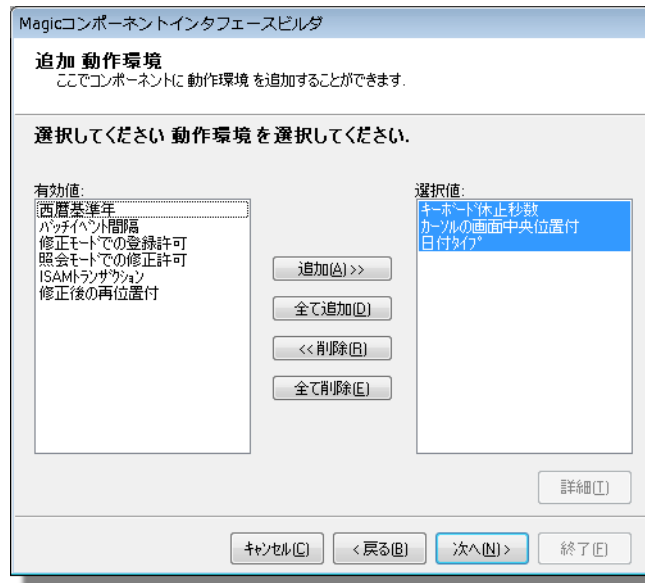 Magicコンポーネントインタフェースビルダ
追加 動作環境
ここでコンポーネントに 動作環境 を追加することができます.
選択してください 動作環境 を選択してください.
有効値:
西暦基準年
バッチイベント間隔
修正モードでの登録許可
照会モードでの修正許可
ISAMトランザクション
修正後の再位置付
追加(A) >>
全て追加(D)
<< 削除(R)
全て削除(E)
選択値:
キーボード休止秒数
カーソルの画面中央位置付
日付タイプ
詳細(T)
キャンセル(C)
< 戻る(B)
次へ(N) >
終了(F)